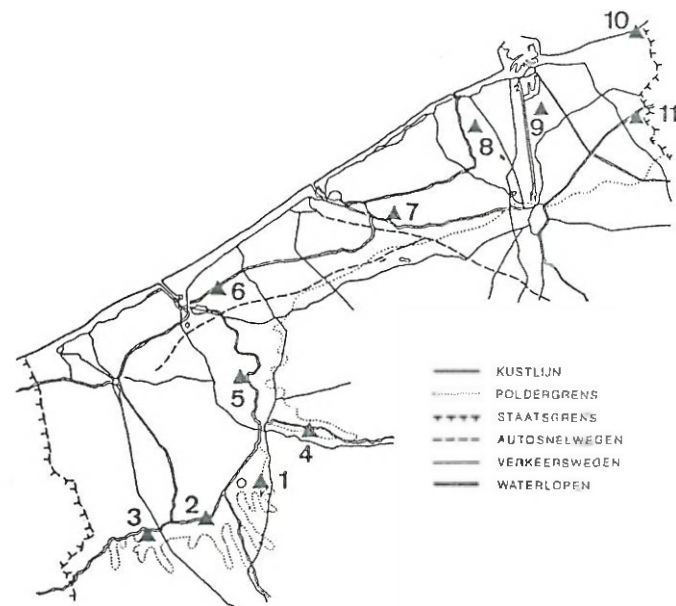 10
11
9
8
7
6
5
4
1
2
3
KUSTLIJN
POLDERGRENS
STAATSGRENS
AUTOSNELWEGEN
VERKEERSWEGEN
WATERLOPEN